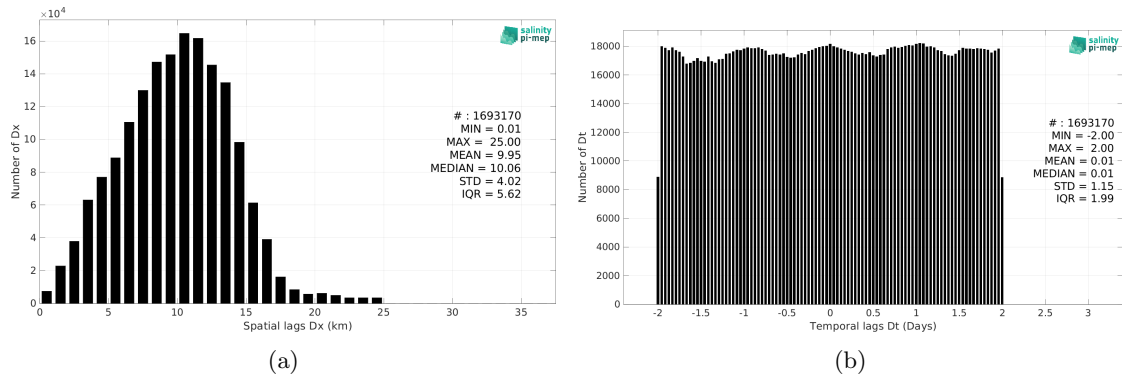 ×10⁴
16
14
12
10
8
6
4
2
0
Number of Dx
0 5 10 15 20 25 30 35
Spatial lags Dx (km)
salinity
pi-mep
# : 1693170
MIN = 0.01
MAX = 25.00
MEAN = 9.95
MEDIAN = 10.06
STD = 4.02
IQR = 5.62
(a)
18000
16000
14000
12000
10000
8000
6000
4000
2000
0
Number of Dt
-2 -1.5 -1 -0.5 0 0.5 1 1.5 2 2.5 3
Temporal lags Dt (Days)
salinity
pi-mep
# : 1693170
MIN = -2.00
MAX = 2.00
MEAN = 0.01
MEDIAN = 0.01
STD = 1.15
IQR = 1.99
(b)